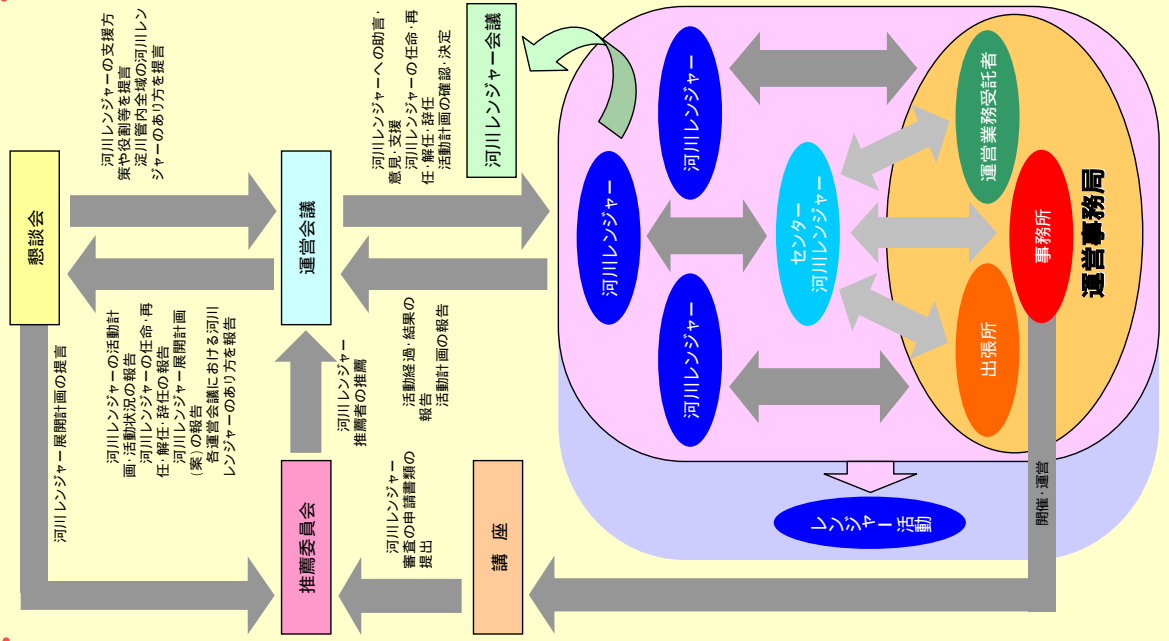 懇談会
河川レンジャー展開計画の提言
河川レンジャーの活動計
画・活動状況の報告
河川レンジャーの任命・再
任・解任・辞任の報告
河川レンジャー展開計画
(案)の報告
各運営会議における河川
レンジャーのあり方を報告
河川レンジャーの支援方
策や役割等を提言
淀川管内全域の河川レン
ジャーのあり方を提言
推薦委員会
河川レンジャー
推薦者の推薦
運営会議
河川レンジャー
審査の申請書類の
提出
活動経過・結果の
報告
活動計画の報告
河川レンジャーへの助言・
意見・支援
河川レンジャーの任命・再
任・解任・辞任
活動計画の確認・決定
講　座
河川レンジャー会議
河川レンジャー
河川レンジャー
河川レンジャー
センター
河川レンジャー
レンジャー活動
出張所
運営業務受託者
事務所
運営事務局
開催・運営